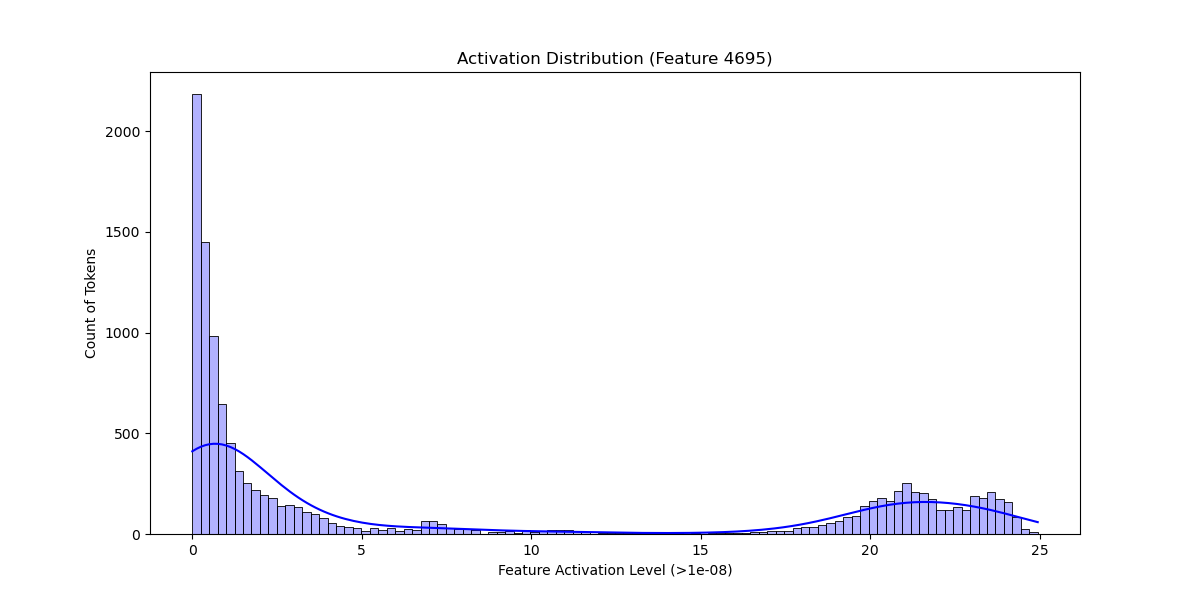 Activation Distribution (Feature 4695)
2000
1500
1000
500
0
Count of Tokens
0 5 10 15 20 25
Feature Activation Level (>1e-08)